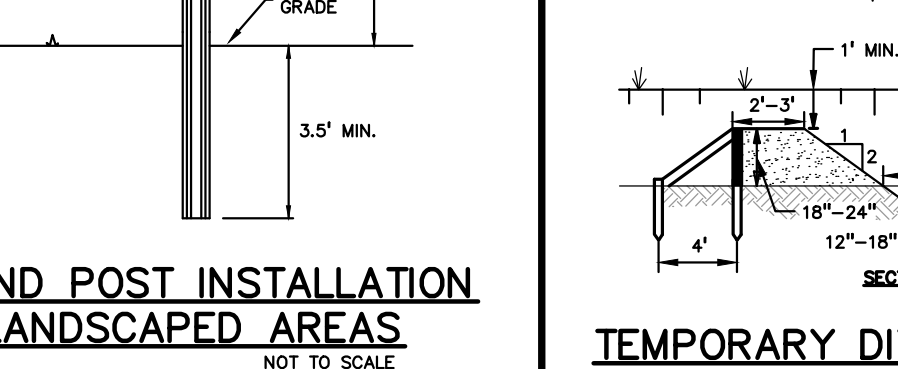 GRADE
3.5' MIN.
ND POST INSTALLATION
LANDSCAPED AREAS
NOT TO SCALE
1' MIN.
2'-3'
1
2
18"-24"
12"-18"
4'
SECT
TEMPORARY DI